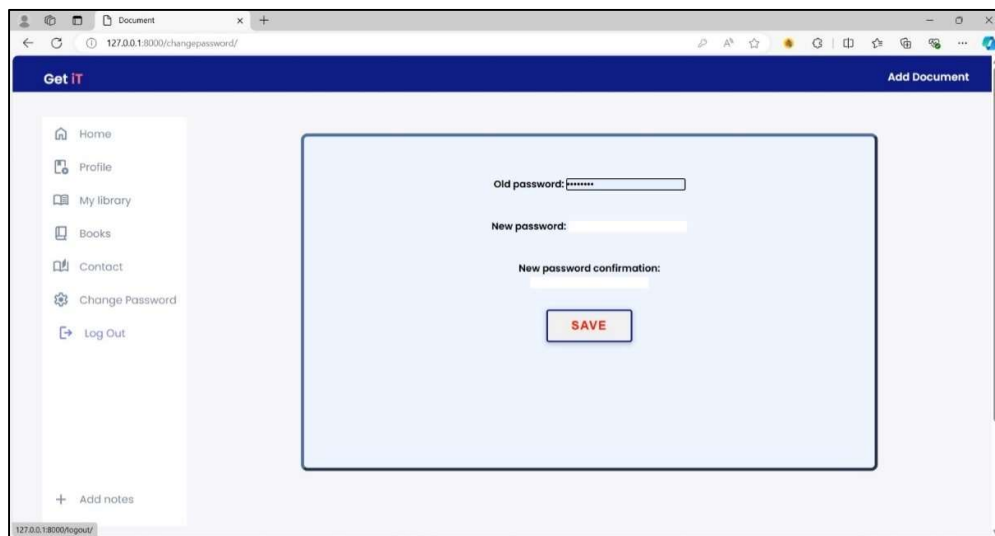 Document
127.0.0.1:8000/changepassword/
Get iT
Add Document
Home
Profile
My library
Books
Contact
Change Password
Log Out
Add notes
Old password: ••••••••
New password:
New password confirmation:
SAVE
127.0.0.1:8000/logout/